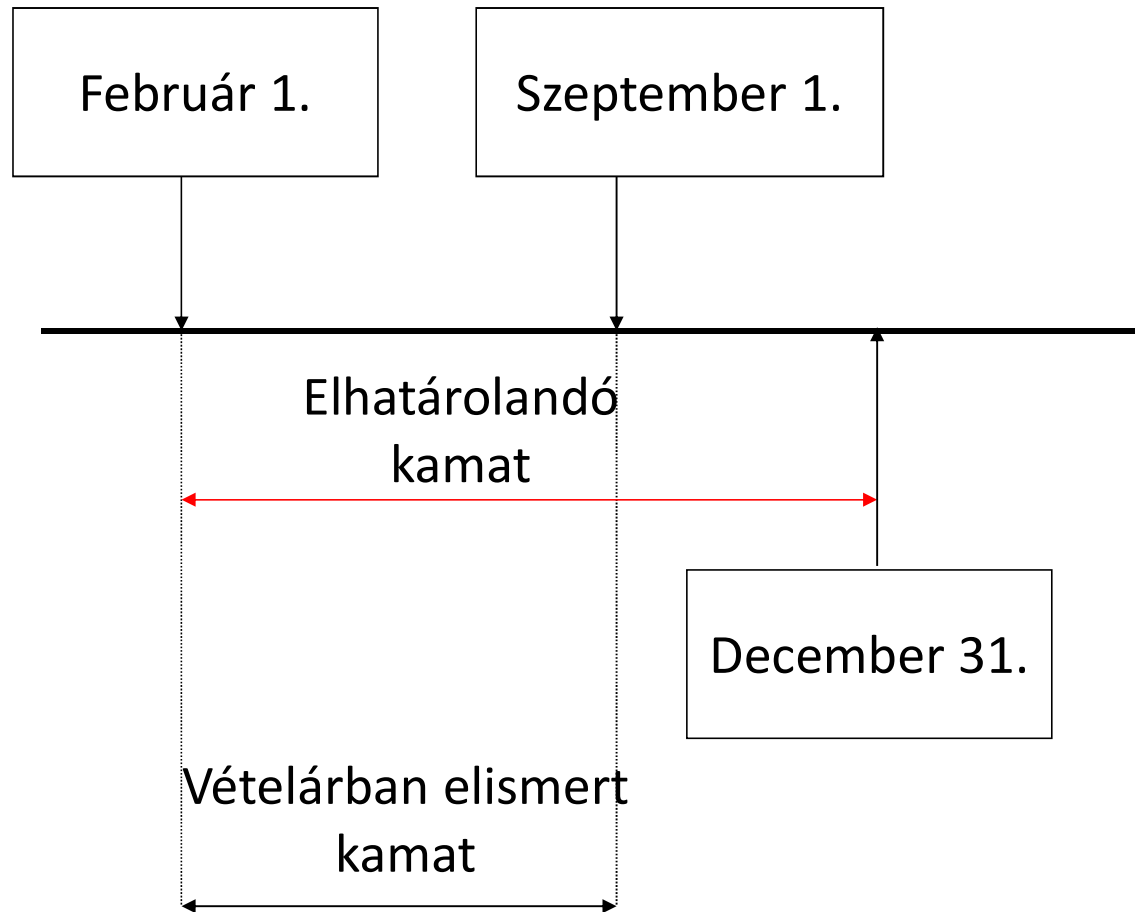 Február 1.
Szeptember 1.
Elhatárolandó
kamat
December 31.
Vételárban elismert
kamat